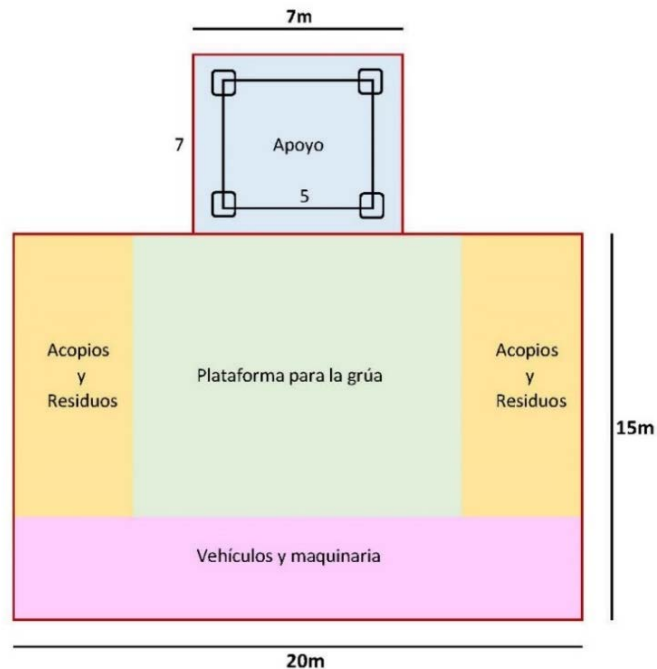 7m
7
Apoyo
5
Acopios
y
Residuos
Plataforma para la grúa
Acopios
y
Residuos
15m
Vehículos y maquinaria
20m